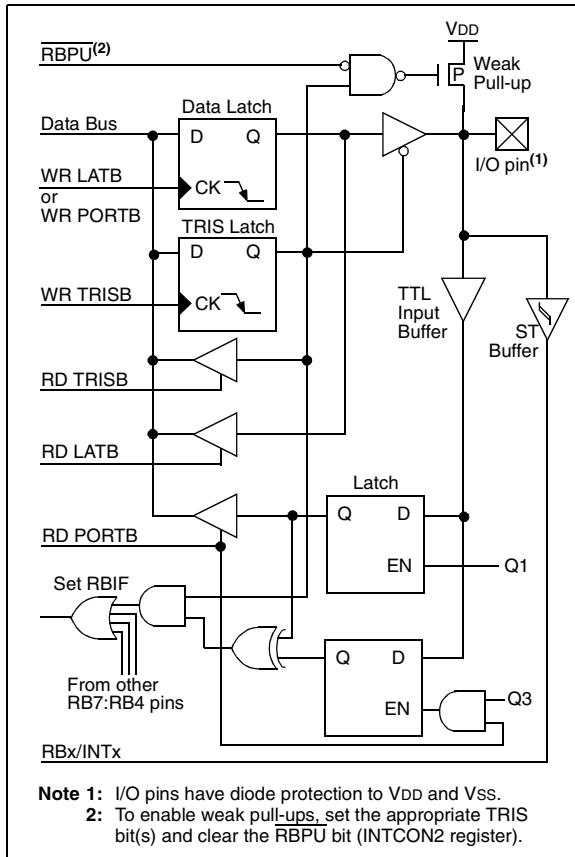 RBPU(2)
VDD
P
Weak
Pull-up
Data Latch
Data Bus
D Q
I/O pin(1)
WR LATB
or
WR PORTB
CK
TRIS Latch
D Q
WR TRISB
CK
TTL
Input
Buffer
ST
Buffer
RD TRISB
RD LATB
Latch
Q D
RD PORTB
EN
Q1
Set RBIF
Q D
From other
RB7:RB4 pins
EN
Q3
RBx/INTx
Note 1: I/O pins have diode protection to VDD and VSS.
2: To enable weak pull-ups, set the appropriate TRIS
bit(s) and clear the RBPU bit (INTCON2 register).